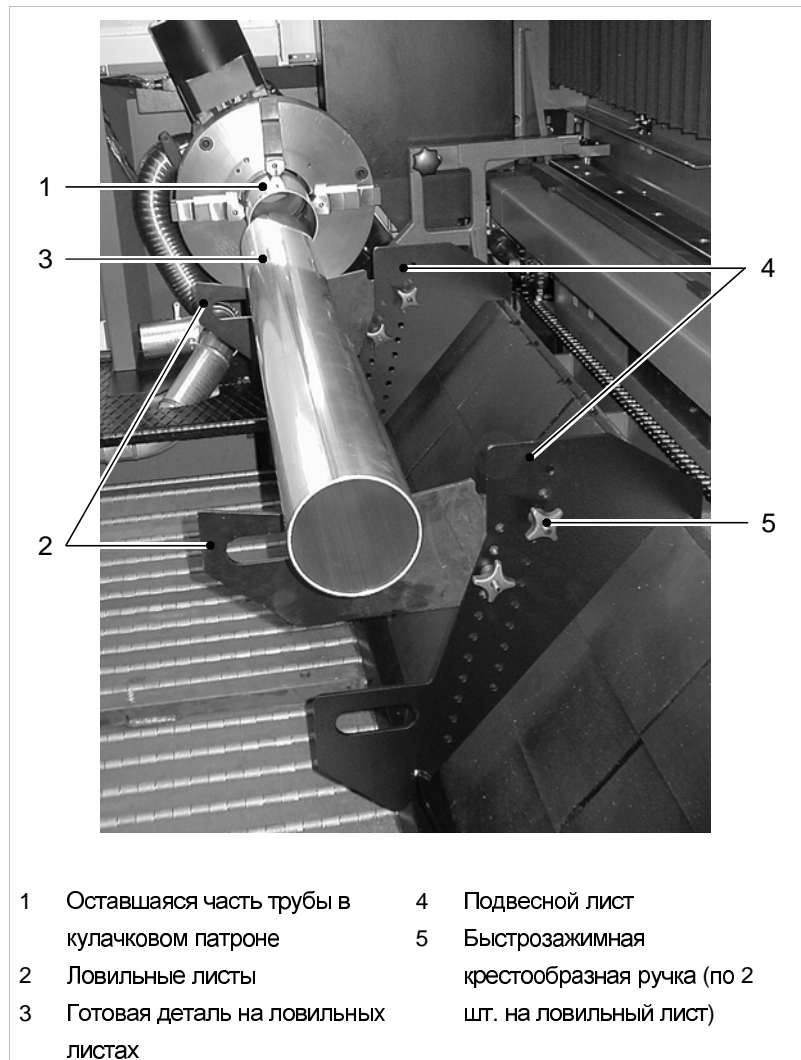 1
3
2
4
5
1 Оставшаяся часть трубы в
кулачковом патроне
2 Ловильные листы
3 Готовая деталь на ловильных
листах
4 Подвесной лист
5 Быстрозажимная
крестообразная ручка (по 2
шт. на ловильный лист)